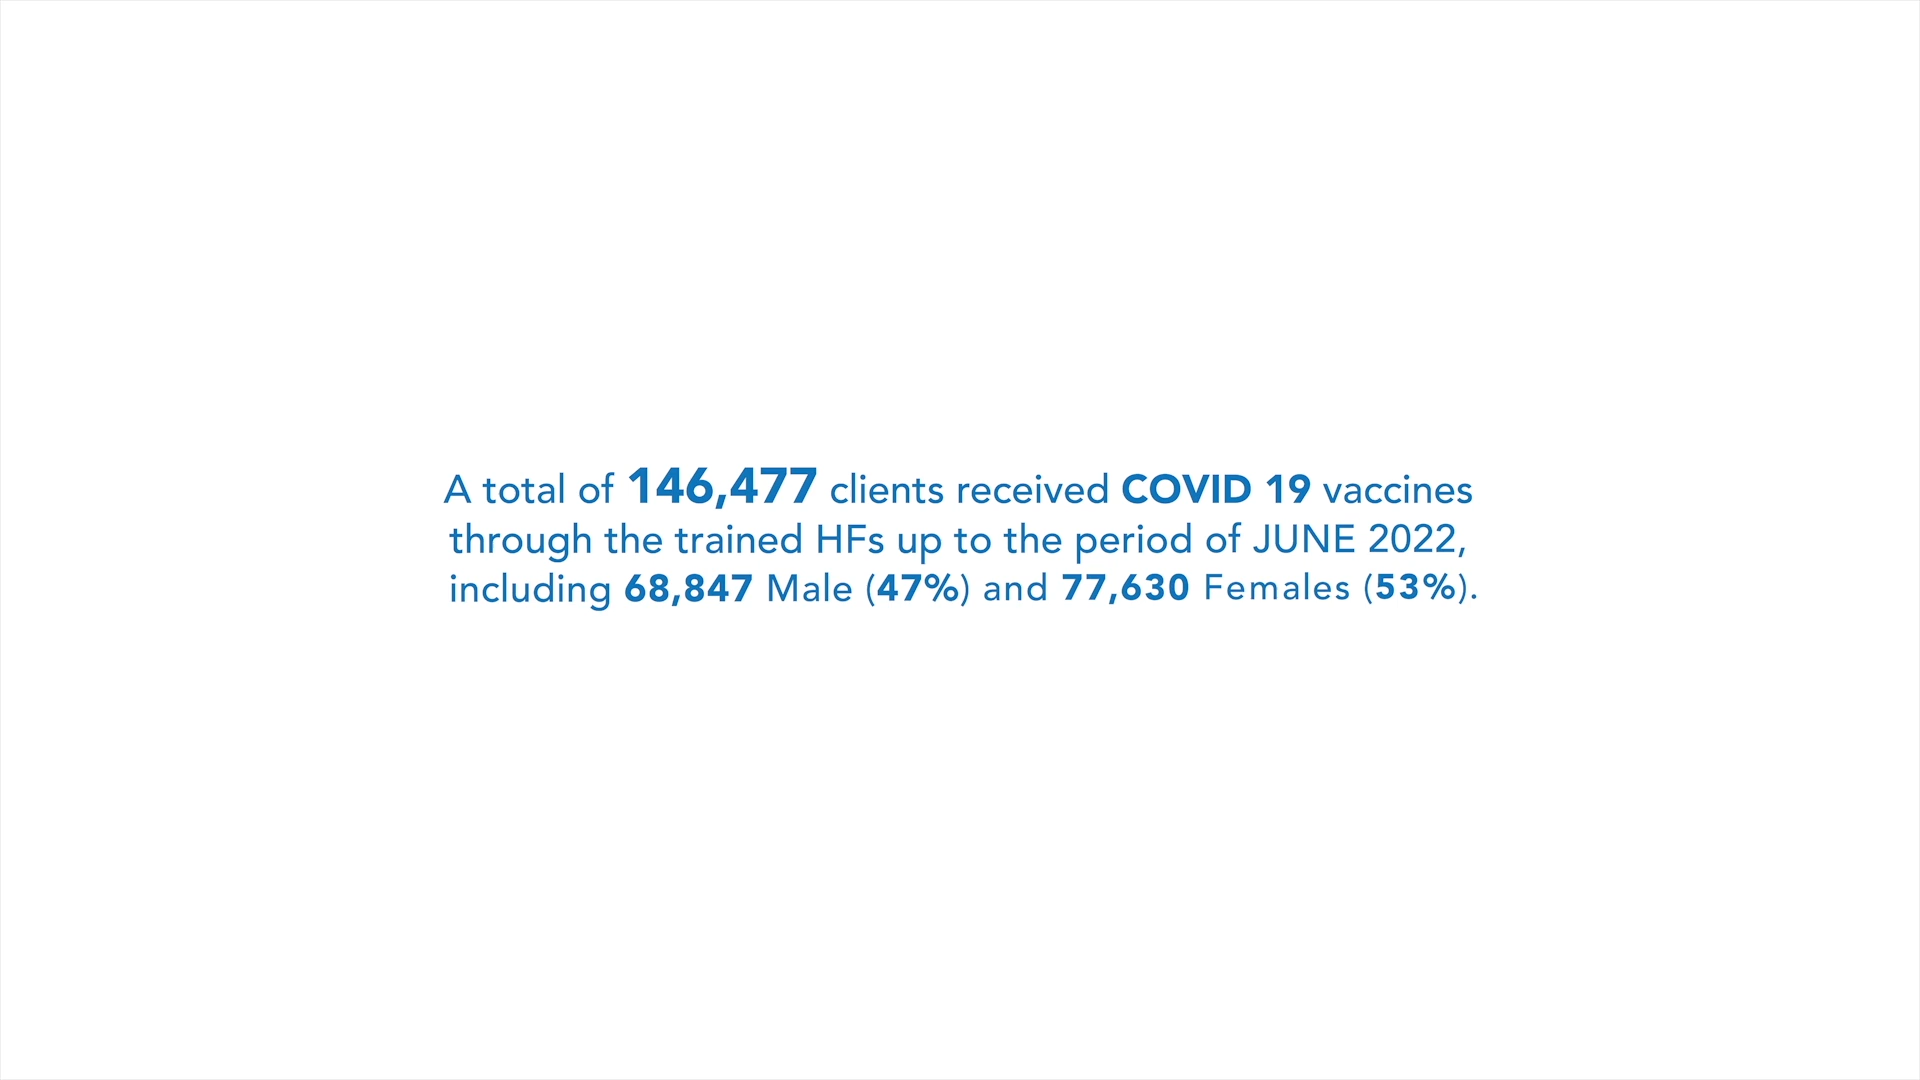 A total of 146,477 clients received COVID 19 vaccines
through the trained HFs up to the period of JUNE 2022,
including 68,847 Male (47%) and 77,630 Females (53%).